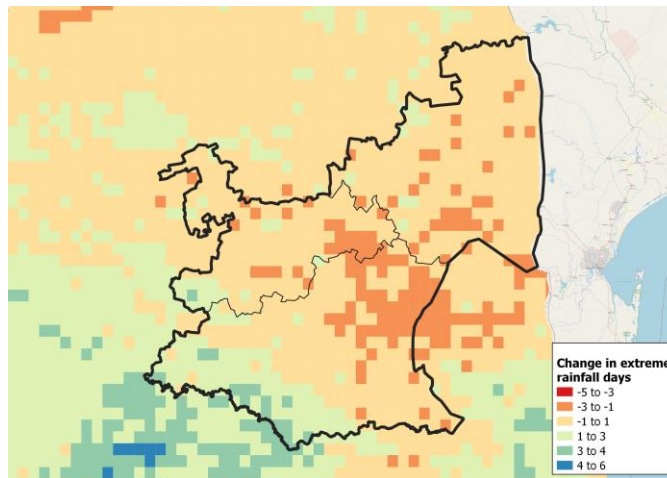 Change in extreme
rainfall days
-5 to -3
-3 to -1
-1 to 1
1 to 3
3 to 4
4 to 6